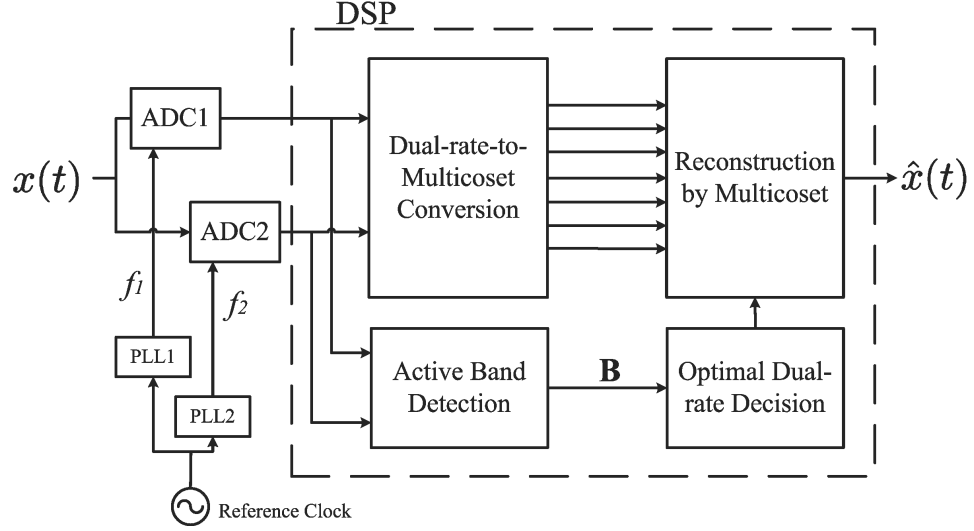 DSP
ADC1
x(t)
ADC2
f1
f2
PLL1
PLL2
Reference Clock
Dual-rate-to-
Multicoset
Conversion
Reconstruction
by Multicoset
x̂(t)
Active Band
Detection
B
Optimal Dual-
rate Decision